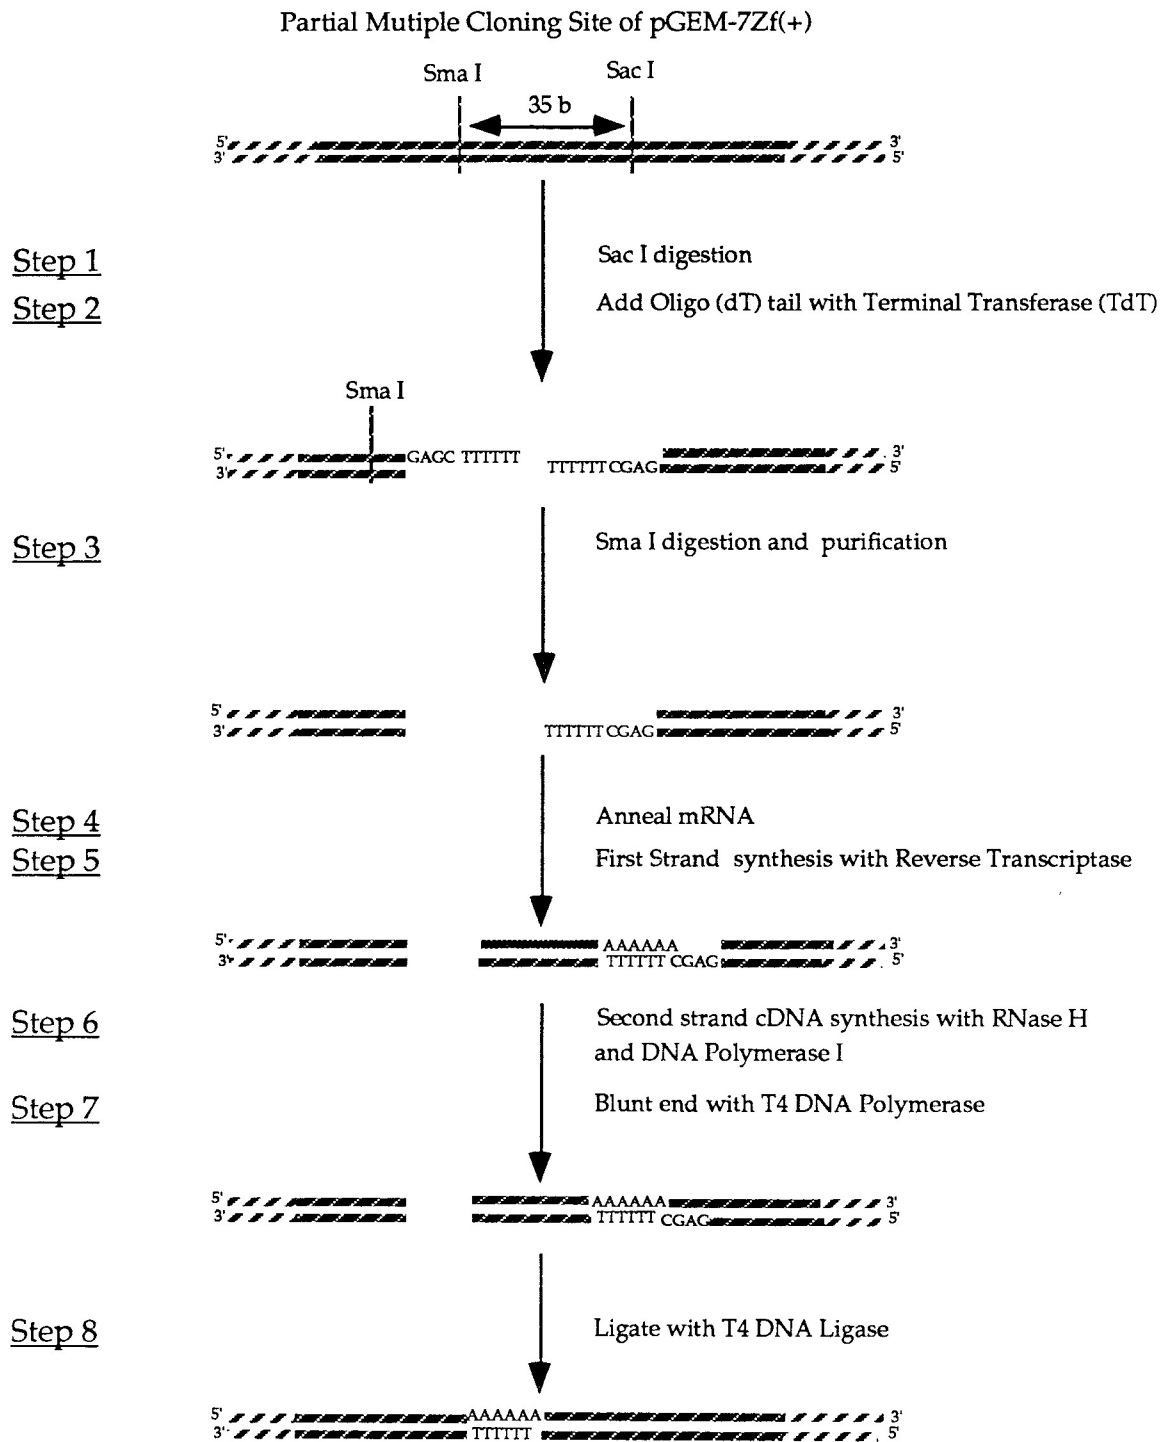 Partial Mutiple Cloning Site of pGEM-7Zf(+)
Sma I
Sac I
35 b
5' 3'
3' 5'
Step 1 Sac I digestion
Step 2 Add Oligo (dT) tail with Terminal Transferase (TdT)
Sma I
5' GAGC TTTTTT 3'
3' TTTTTT CGAG 5'
Step 3 Sma I digestion and purification
5' 3'
3' TTTTTT CGAG 5'
Step 4 Anneal mRNA
Step 5 First Strand synthesis with Reverse Transcriptase
5' AAAAAA 3'
3' TTTTTT CGAG 5'
Step 6 Second strand cDNA synthesis with RNase H
and DNA Polymerase I
Step 7 Blunt end with T4 DNA Polymerase
5' AAAAAA 3'
3' TTTTTT CGAG 5'
Step 8 Ligate with T4 DNA Ligase
5' AAAAAA 3'
3' TTTTTT 5'